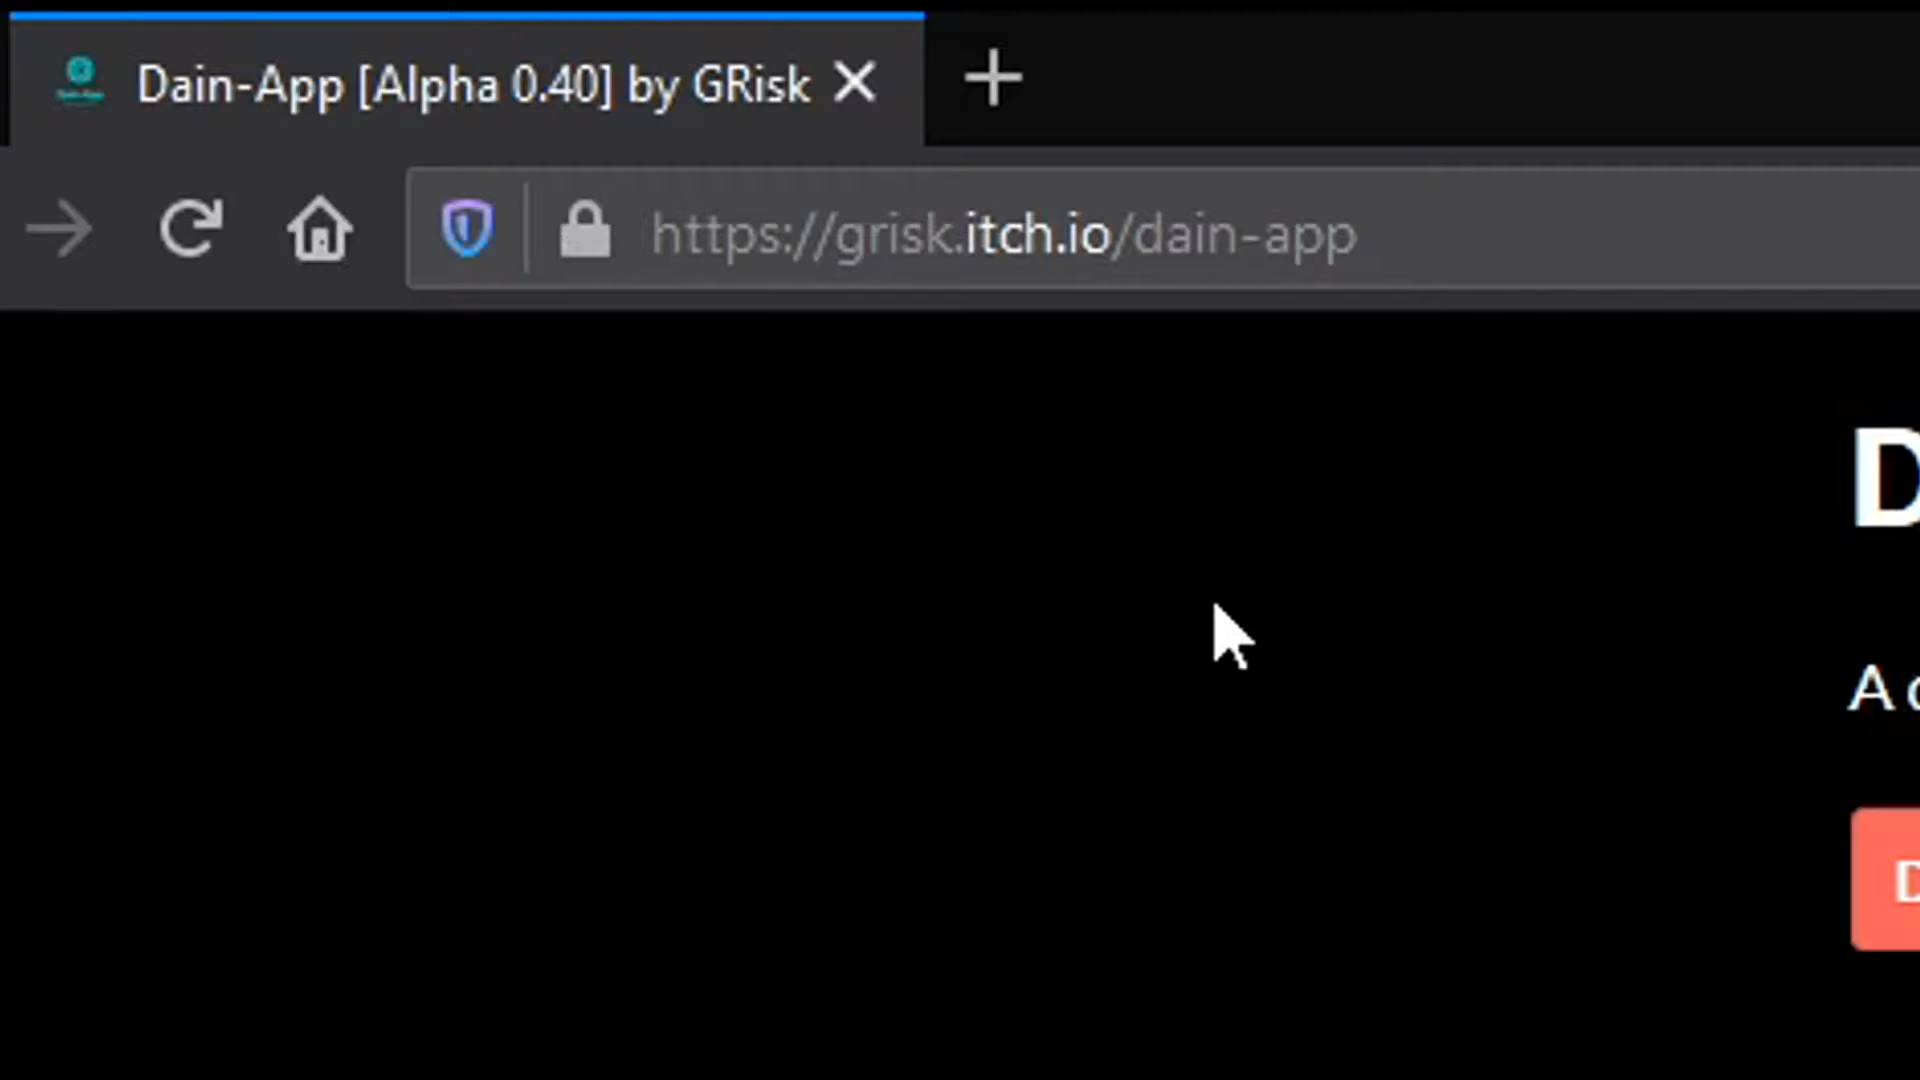 Dain-App [Alpha 0.40] by GRisk
https://grisk.itch.io/dain-app
D
A
D